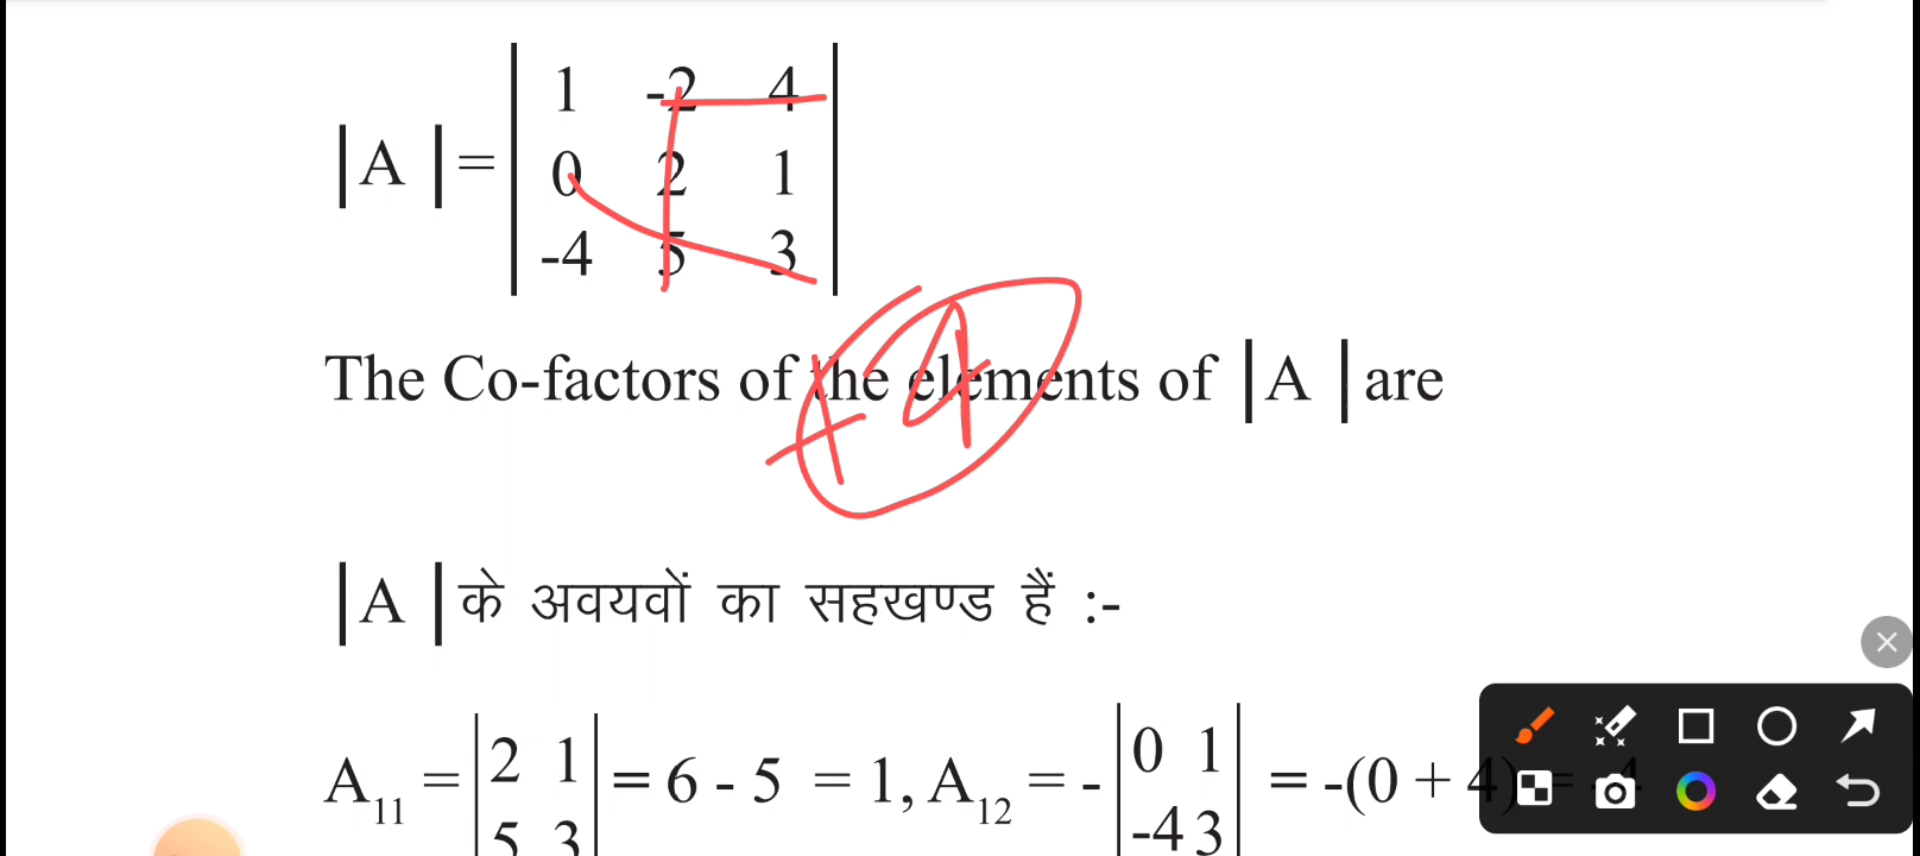 1 -2 4
|A| = 0 2 1
-4 5 3
+4
The Co-factors of the elements of |A| are
|A| के अवयवों का सहखण्ड हैं :-
A₁₁ = |2 1| = 6 - 5 = 1, A₁₂ = - |0 1| = -(0 + 4) = -4
5 3 -4 3